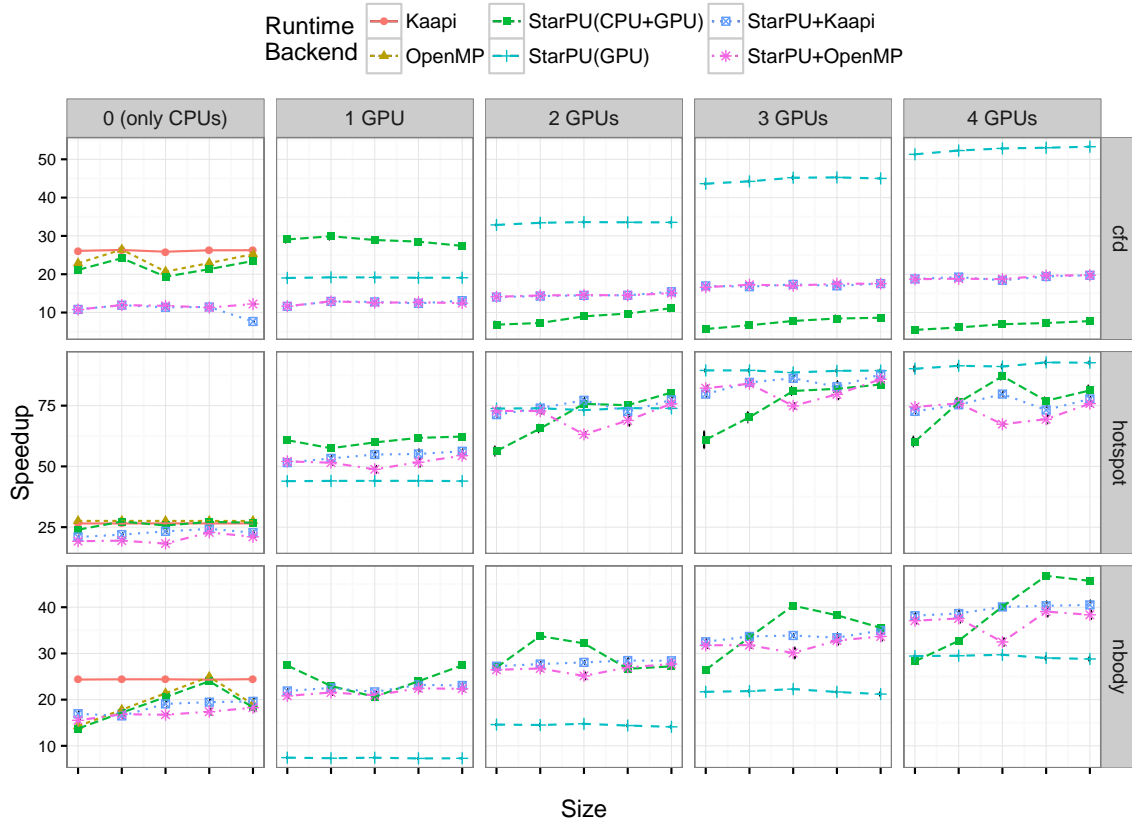 Runtime
Backend
Kaapi
StarPU(CPU+GPU)
StarPU+Kaapi
OpenMP
StarPU(GPU)
StarPU+OpenMP
0 (only CPUs)
1 GPU
2 GPUs
3 GPUs
4 GPUs
50
40
30
20
10
cfd
75
50
25
hotspot
40
30
20
10
nbody
Speedup
Size